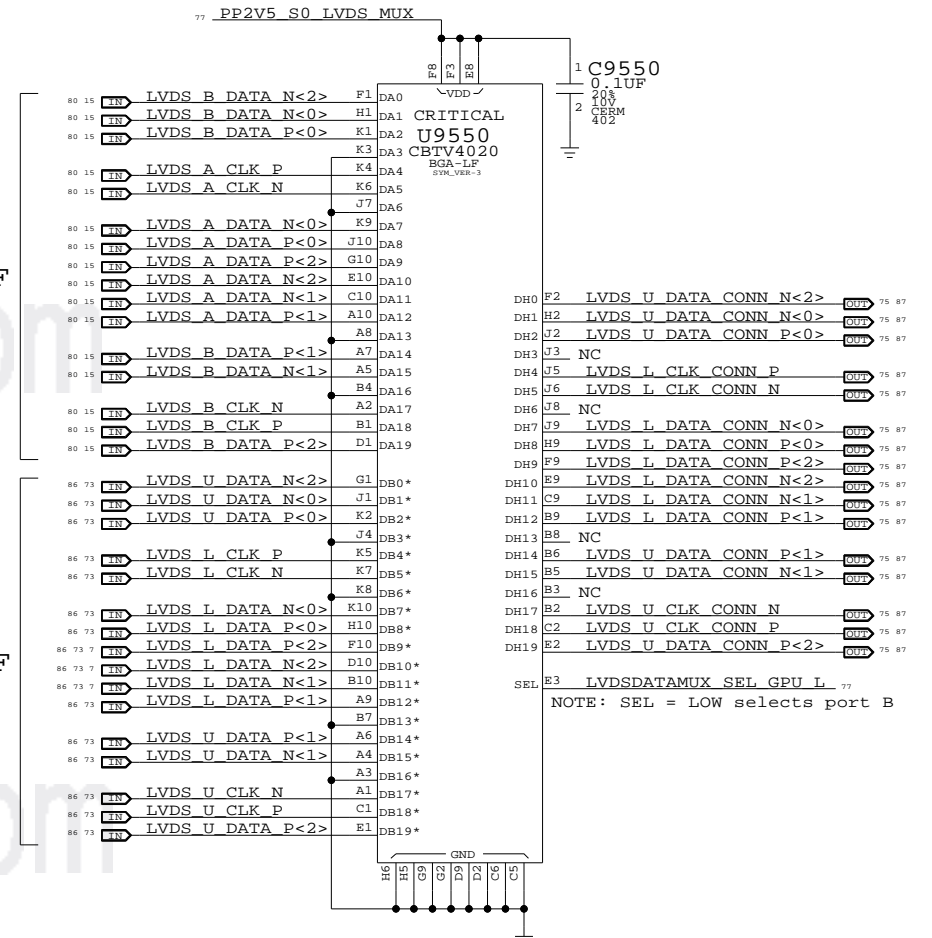 77 PP2V5_S0_LVDS_MUX
F8 F3 E8
VDD
1 C9550
0.1UF
20%
10V
2 CERM
402
CRITICAL
U9550
CBTV4020
BGA-LF
SYM_VER-3
80 15 IN LVDS_B_DATA_N<2> F1 DA0
80 15 IN LVDS_B_DATA_N<0> H1 DA1
80 15 IN LVDS_B_DATA_P<0> K1 DA2
K3 DA3
80 15 IN LVDS_A_CLK_P K4 DA4
80 15 IN LVDS_A_CLK_N K6 DA5
J7 DA6
80 15 IN LVDS_A_DATA_N<0> K9 DA7
80 15 IN LVDS_A_DATA_P<0> J10 DA8
80 15 IN LVDS_A_DATA_P<2> G10 DA9
80 15 IN LVDS_A_DATA_N<2> E10 DA10
80 15 IN LVDS_A_DATA_N<1> C10 DA11
80 15 IN LVDS_A_DATA_P<1> A10 DA12
A8 DA13
80 15 IN LVDS_B_DATA_P<1> A7 DA14
80 15 IN LVDS_B_DATA_N<1> A5 DA15
B4 DA16
80 15 IN LVDS_B_CLK_N A2 DA17
80 15 IN LVDS_B_CLK_P B1 DA18
80 15 IN LVDS_B_DATA_P<2> D1 DA19
86 73 IN LVDS_U_DATA_N<2> G1 DB0*
86 73 IN LVDS_U_DATA_N<0> J1 DB1*
86 73 IN LVDS_U_DATA_P<0> K2 DB2*
J4 DB3*
86 73 IN LVDS_L_CLK_P K5 DB4*
86 73 IN LVDS_L_CLK_N K7 DB5*
K8 DB6*
86 73 IN LVDS_L_DATA_N<0> K10 DB7*
86 73 IN LVDS_L_DATA_P<0> H10 DB8*
86 73 7 IN LVDS_L_DATA_P<2> F10 DB9*
86 73 7 IN LVDS_L_DATA_N<2> D10 DB10*
86 73 7 IN LVDS_L_DATA_N<1> B10 DB11*
86 73 IN LVDS_L_DATA_P<1> A9 DB12*
B7 DB13*
86 73 IN LVDS_U_DATA_P<1> A6 DB14*
86 73 IN LVDS_U_DATA_N<1> A4 DB15*
A3 DB16*
86 73 IN LVDS_U_CLK_N A1 DB17*
86 73 IN LVDS_U_CLK_P C1 DB18*
86 73 IN LVDS_U_DATA_P<2> E1 DB19*
DH0 F2 LVDS_U_DATA_CONN_N<2> OUT 75 87
DH1 H2 LVDS_U_DATA_CONN_N<0> OUT 75 87
DH2 J2 LVDS_U_DATA_CONN_P<0> OUT 75 87
DH3 J3 NC
DH4 J5 LVDS_L_CLK_CONN_P OUT 75 87
DH5 J6 LVDS_L_CLK_CONN_N OUT 75 87
DH6 J8 NC
DH7 J9 LVDS_L_DATA_CONN_N<0> OUT 75 87
DH8 H9 LVDS_L_DATA_CONN_P<0> OUT 75 87
DH9 F9 LVDS_L_DATA_CONN_P<2> OUT 75 87
DH10 E9 LVDS_L_DATA_CONN_N<2> OUT 75 87
DH11 C9 LVDS_L_DATA_CONN_N<1> OUT 75 87
DH12 B9 LVDS_L_DATA_CONN_P<1> OUT 75 87
DH13 B8 NC
DH14 B6 LVDS_U_DATA_CONN_P<1> OUT 75 87
DH15 B5 LVDS_U_DATA_CONN_N<1> OUT 75 87
DH16 B3 NC
DH17 B2 LVDS_U_CLK_CONN_N OUT 75 87
DH18 C2 LVDS_U_CLK_CONN_P OUT 75 87
DH19 E2 LVDS_U_DATA_CONN_P<2> OUT 75 87
SEL E3 LVDSDATAMUX_SEL_GPU_L 77
NOTE: SEL = LOW selects port B
GND
H6 H5 G9 G2 D9 D2 C6 C5